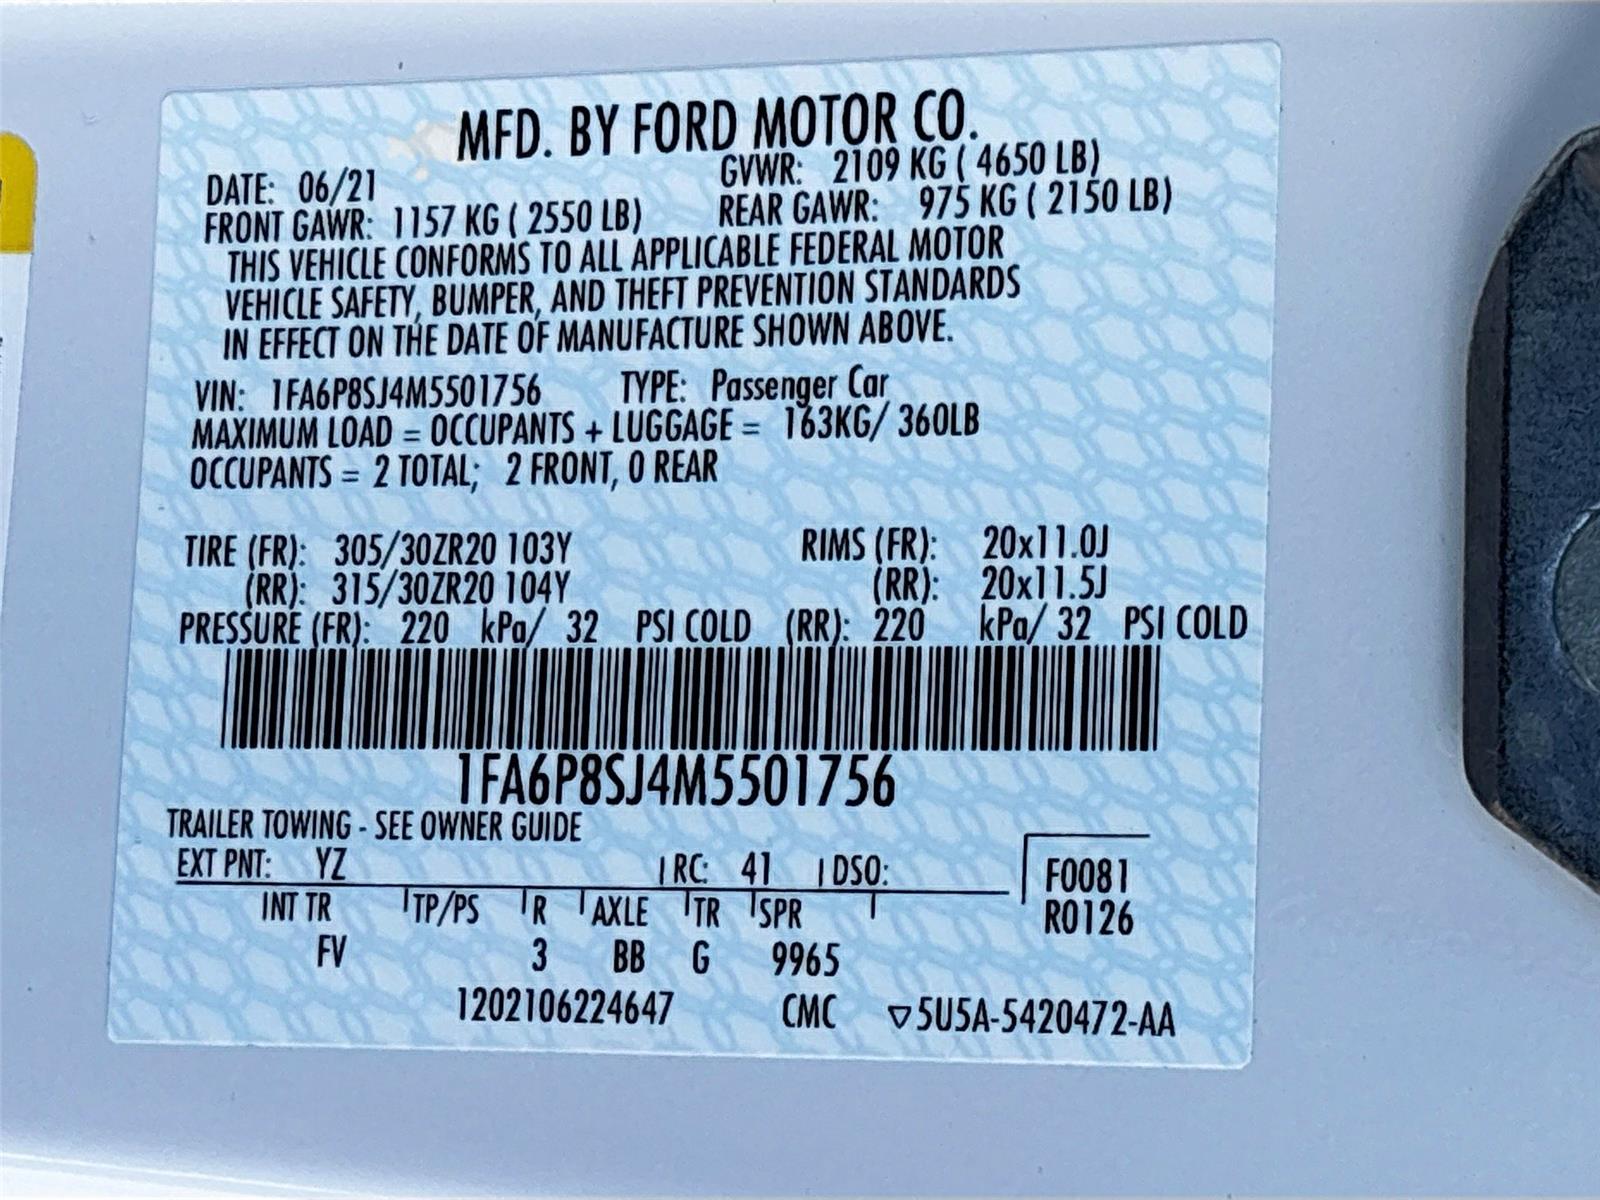 MFD. BY FORD MOTOR CO.
DATE: 06/21 GVWR: 2109 KG ( 4650 LB)
FRONT GAWR: 1157 KG ( 2550 LB) REAR GAWR: 975 KG ( 2150 LB)
THIS VEHICLE CONFORMS TO ALL APPLICABLE FEDERAL MOTOR
VEHICLE SAFETY, BUMPER, AND THEFT PREVENTION STANDARDS
IN EFFECT ON THE DATE OF MANUFACTURE SHOWN ABOVE.
VIN: 1FA6P8SJ4M5501756 TYPE: Passenger Car
MAXIMUM LOAD = OCCUPANTS + LUGGAGE = 163KG/ 360LB
OCCUPANTS = 2 TOTAL; 2 FRONT, 0 REAR
TIRE (FR): 305/30ZR20 103Y RIMS (FR): 20x11.0J
(RR): 315/30ZR20 104Y (RR): 20x11.5J
PRESSURE (FR): 220 kPa/ 32 PSI COLD (RR): 220 kPa/ 32 PSI COLD
1FA6P8SJ4M5501756
TRAILER TOWING - SEE OWNER GUIDE
EXT PNT: YZ RC: 41 DSO: F0081
INT TR TP/PS R AXLE TR SPR R0126
FV 3 BB G 9965
1202106224647 CMC ▽5U5A-5420472-AA